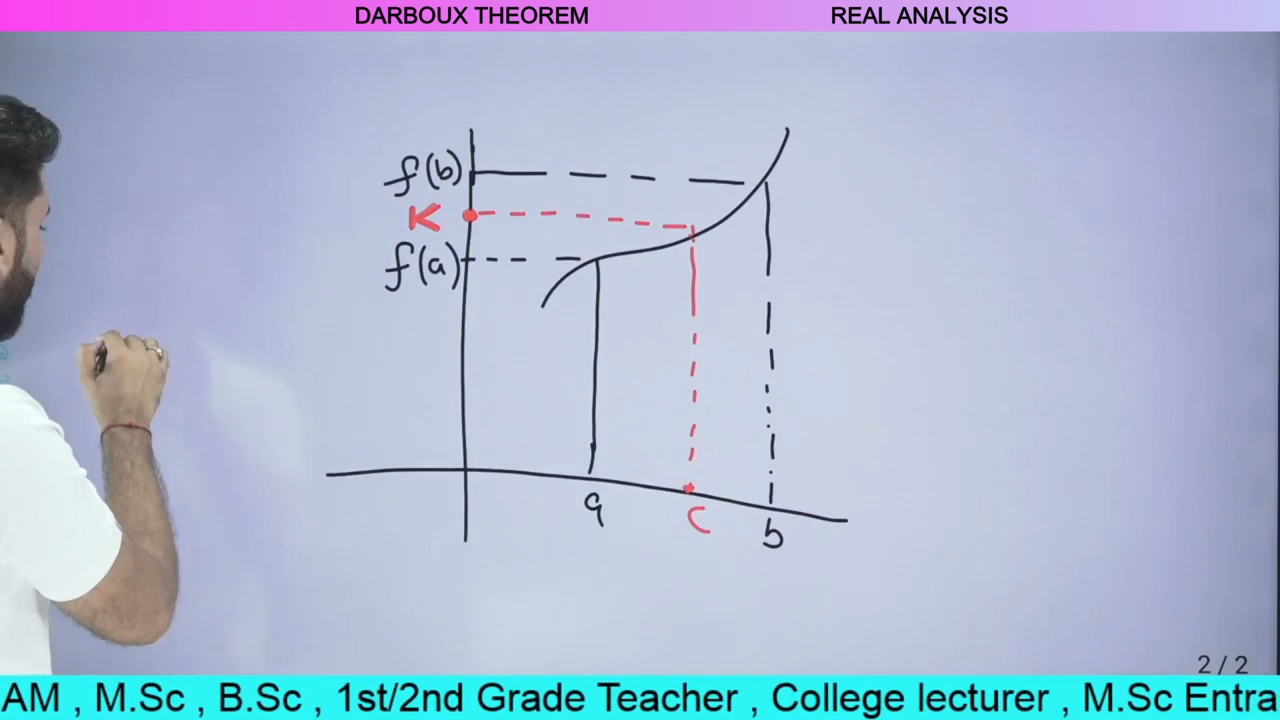 DARBOUX THEOREM REAL ANALYSIS
f(b)
K
f(a)
a
c
b
2/2
AM , M.Sc , B.Sc , 1st/2nd Grade Teacher , College lecturer , M.Sc Entra